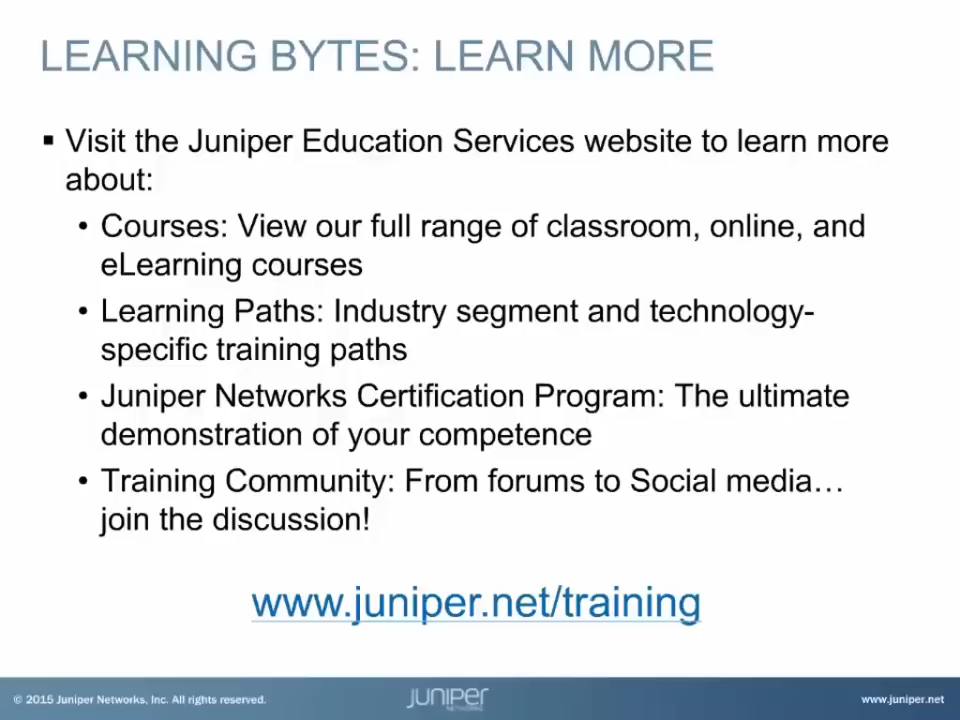 LEARNING BYTES: LEARN MORE
▪ Visit the Juniper Education Services website to learn more
about:
• Courses: View our full range of classroom, online, and
eLearning courses
• Learning Paths: Industry segment and technology-
specific training paths
• Juniper Networks Certification Program: The ultimate
demonstration of your competence
• Training Community: From forums to Social media…
join the discussion!
www.juniper.net/training
© 2015 Juniper Networks, Inc. All rights reserved.
JUNIPER
NETWORKS
www.juniper.net